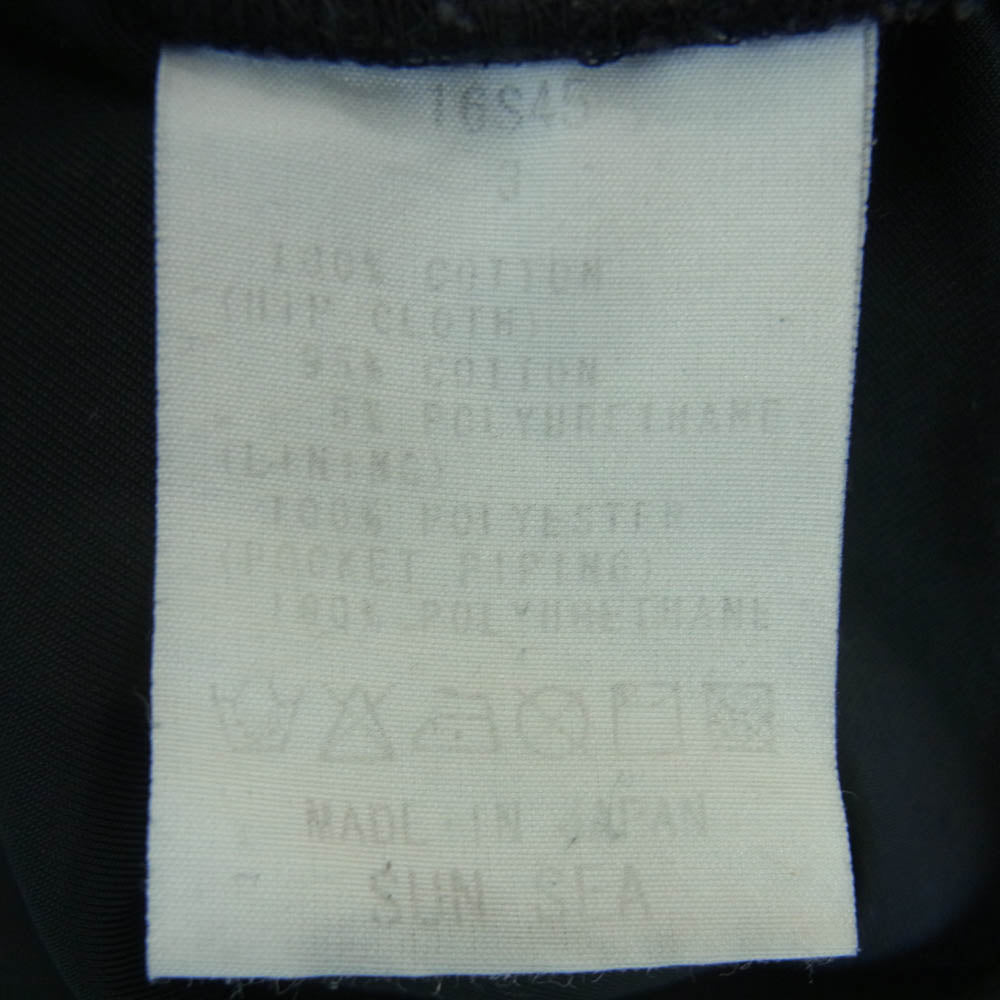 16S45
100% COTTON
(HIP CLOTH)
95% COTTON
5% POLYURETHANE
(LINING)
100% POLYESTER
(POCKET PIPING)
100% POLYURETHANE
MADE IN JAPAN
SUN SEA